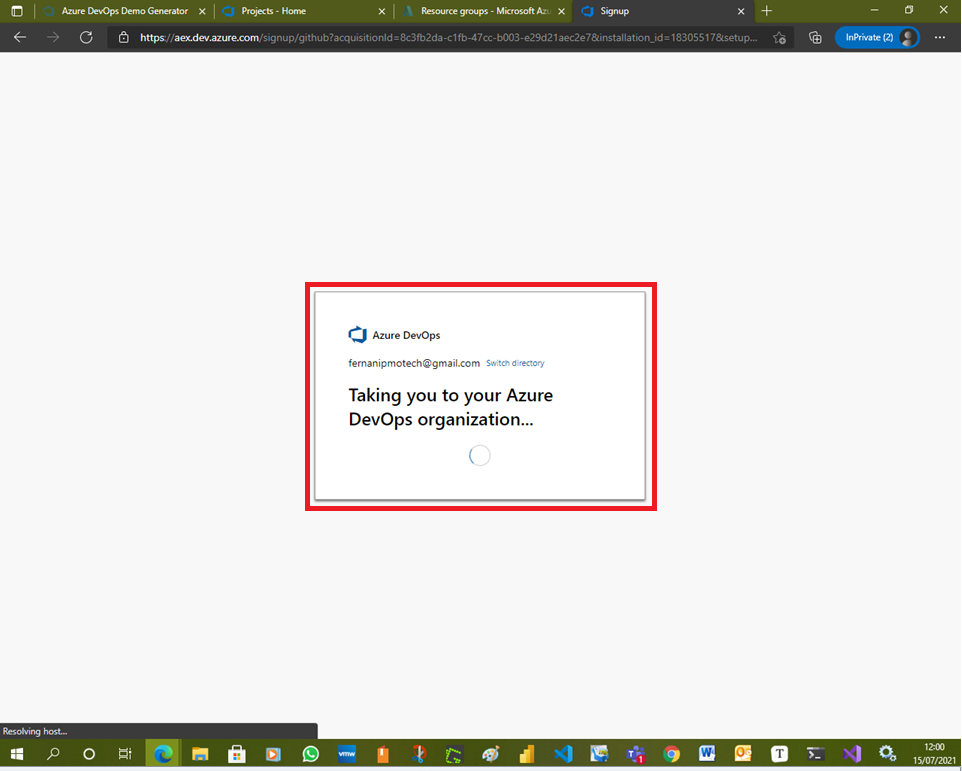 Azure DevOps Demo Generator
Projects - Home
Resource groups - Microsoft Azu
Signup
https://aex.dev.azure.com/signup/github?acquisitionId=8c3fb2da-c1fb-47cc-b003-e29d21aec2e7&installation_id=18305517&setup...
InPrivate (2)
Azure DevOps
fernanipmotech@gmail.com Switch directory
Taking you to your Azure
DevOps organization...
Resolving host...
vmw
1
12:00
15/07/2021